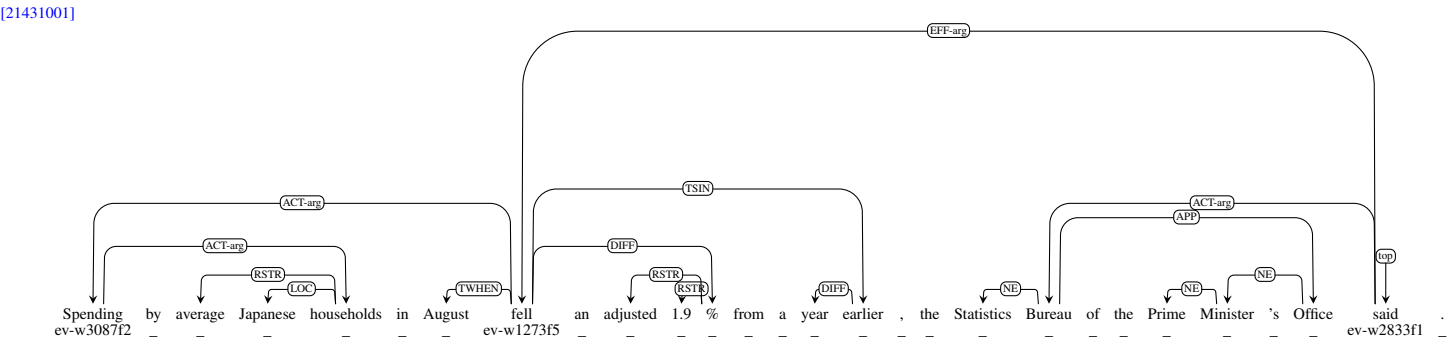 [21431001]
EFF-arg
TSIN
ACT-arg ACT-arg
APP
ACT-arg DIFF top
RSTR RSTR NE
LOC TWHEN RSTR DIFF NE NE
Spending by average Japanese households in August fell an adjusted 1.9 % from a year earlier , the Statistics Bureau of the Prime Minister 's Office said .
ev-w3087f2 _ _ _ _ _ _ ev-w1273f5 _ _ _ _ _ _ _ _ _ _ _ _ _ _ _ _ _ _ ev-w2833f1 _